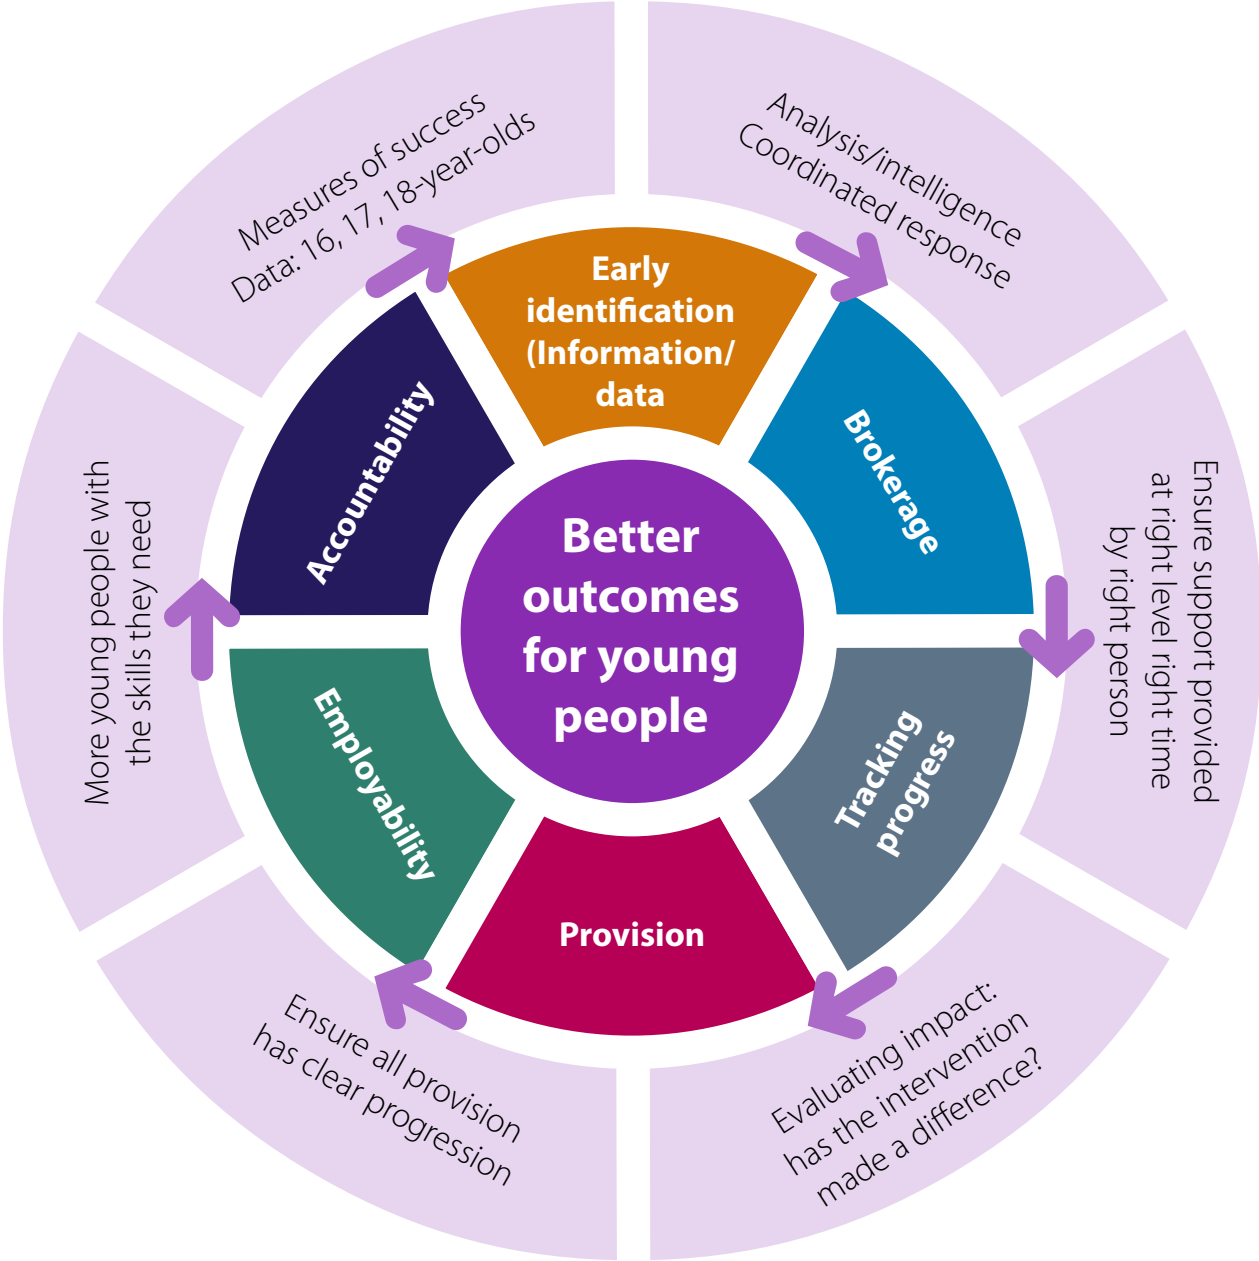 Measures of success
Data: 16, 17, 18-year-olds
Analysis/intelligence
Coordinated response
Ensure support provided
at right level right time
by right person
Evaluating impact:
has the intervention
made a difference?
Ensure all provision
has clear progression
More young people with
the skills they need
Early
identification
(Information/
data
Brokerage
Tracking
progress
Provision
Employability
Accountability
Better
outcomes
for young
people